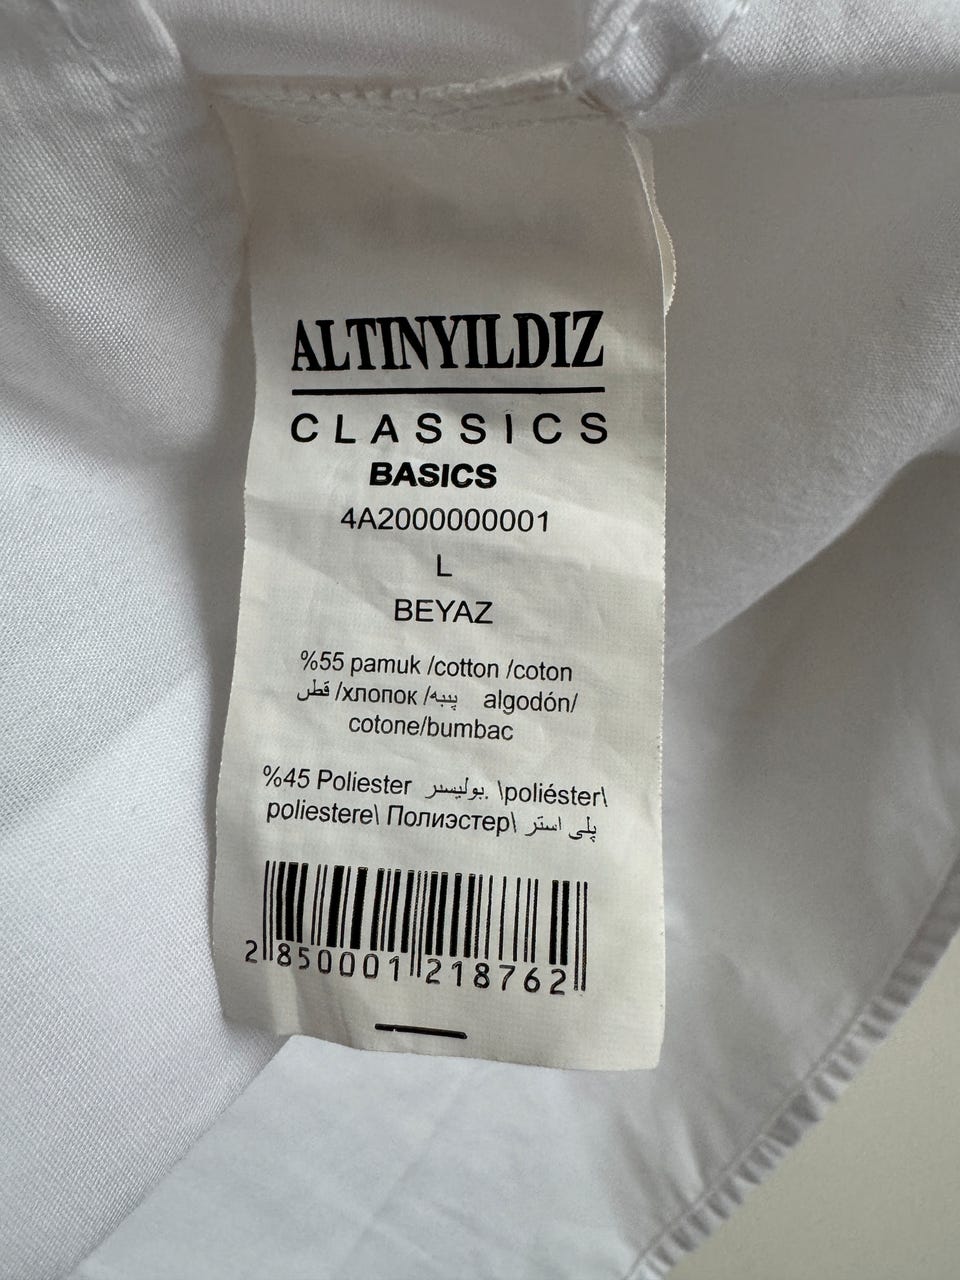 ALTINYILDIZ
CLASSICS
BASICS
4A2000000001
L
BEYAZ
%55 pamuk /cotton /coton
قطن /хлопок /پنبه algodón/
cotone/bumbac
%45 Poliester بوليستر. \poliéster\
poliestere\ Полиэстер\ پلی استر
2 850001 218762